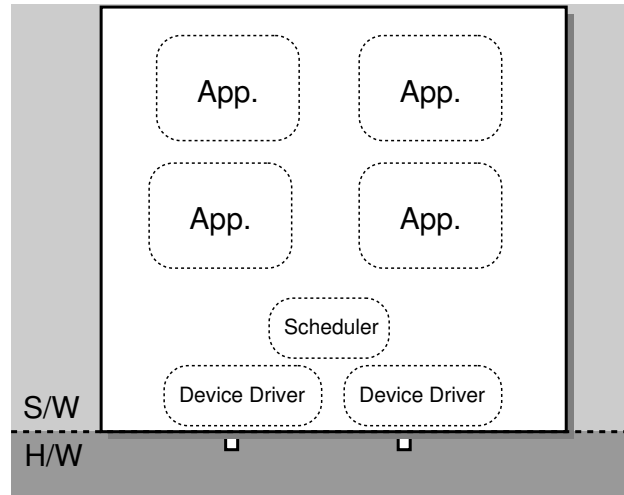 App.
App.
App.
App.
Scheduler
Device Driver
Device Driver
S/W
H/W